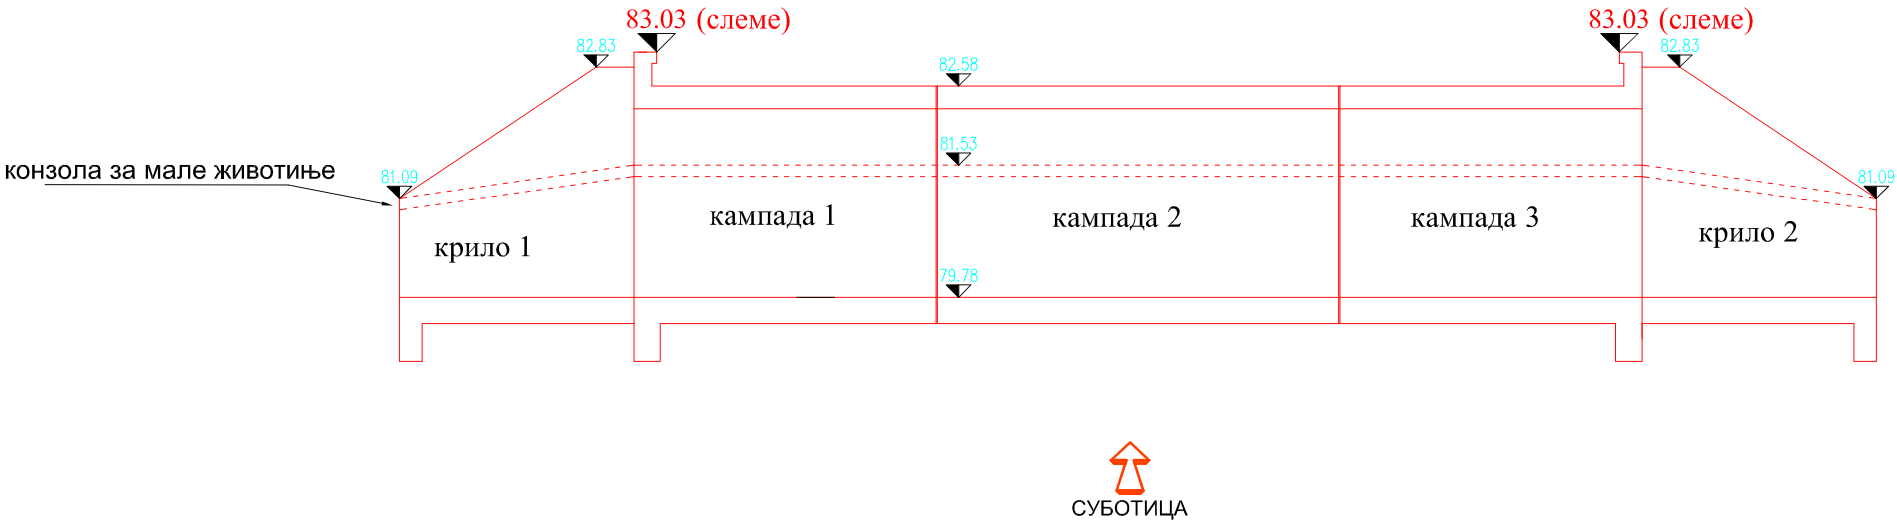 83.03 (слеме)
83.03 (слеме)
82.83
82.83
82.58
81.53
конзола за мале животиње
81.09
81.09
кампада 1
кампада 2
кампада 3
крило 1
крило 2
79.78
СУБОТИЦА